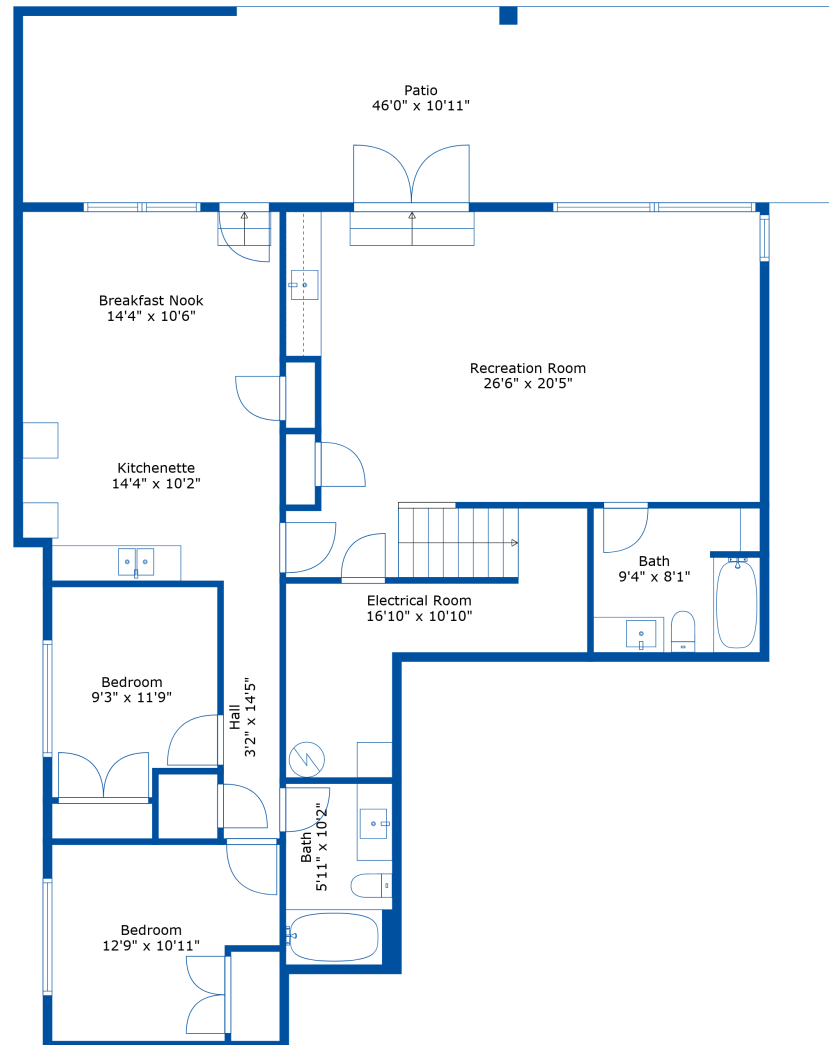 Patio
46'0" x 10'11"
Breakfast Nook
14'4" x 10'6"
Recreation Room
26'6" x 20'5"
Kitchenette
14'4" x 10'2"
Bath
9'4" x 8'1"
Electrical Room
16'10" x 10'10"
Bedroom
9'3" x 11'9"
Hall
3'2" x 14'5"
Bath
5'11" x 10'2"
Bedroom
12'9" x 10'11"